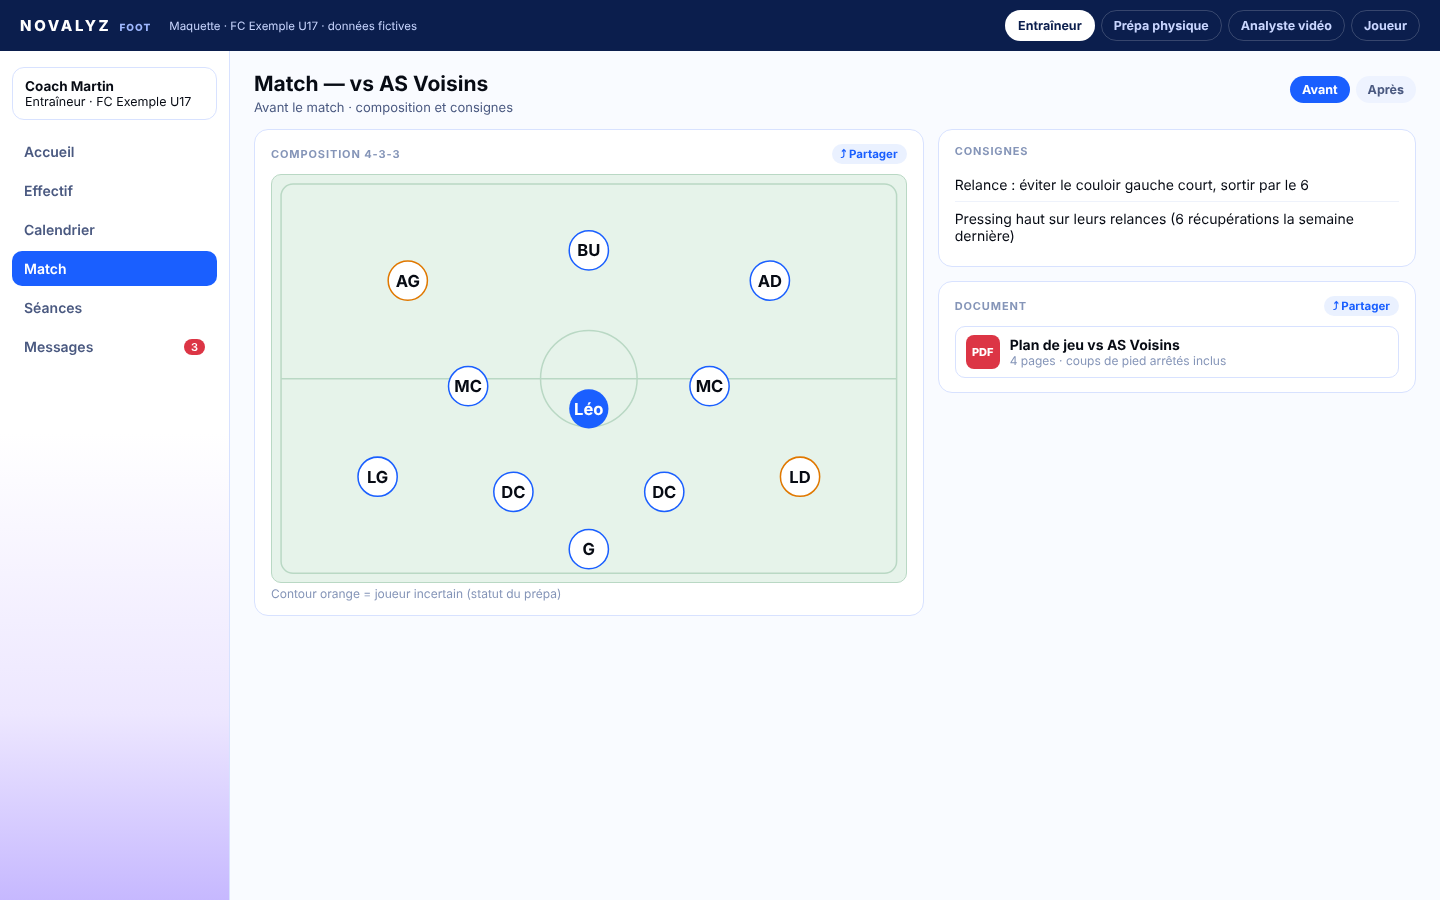 NOVALYZ FOOT Maquette · FC Exemple U17 · données fictives
Entraîneur Prépa physique Analyste vidéo Joueur
Coach Martin
Entraîneur · FC Exemple U17
Accueil
Effectif
Calendrier
Match
Séances
Messages 3
Match — vs AS Voisins
Avant le match · composition et consignes
Avant Après
COMPOSITION 4-3-3
⤴ Partager
BU
AG
AD
MC
MC
Léo
LG
DC
DC
LD
G
Contour orange = joueur incertain (statut du prépa)
CONSIGNES
Relance : éviter le couloir gauche court, sortir par le 6
Pressing haut sur leurs relances (6 récupérations la semaine
dernière)
DOCUMENT
⤴ Partager
PDF
Plan de jeu vs AS Voisins
4 pages · coups de pied arrêtés inclus